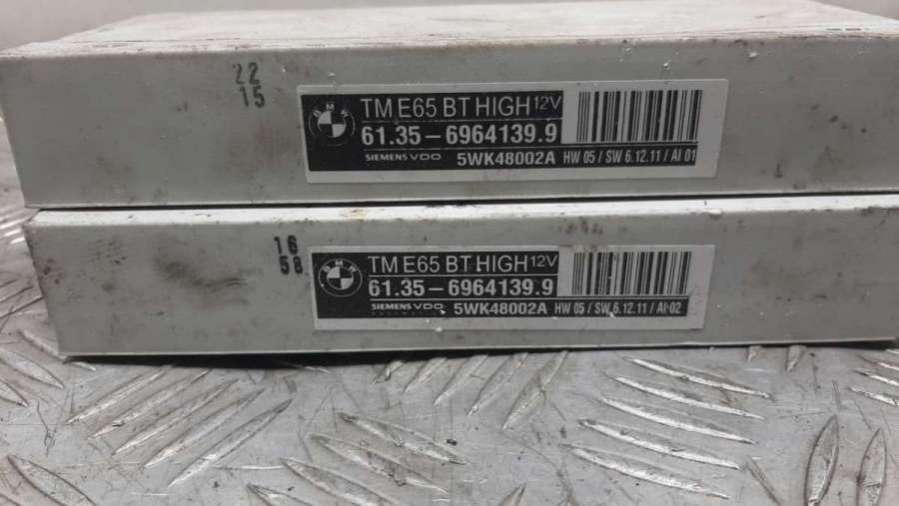 22
15
BMW
TM E65 BT HIGH 12V
61.35-6964139.9
SIEMENS VDO 5WK48002A HW 05 / SW 6.12.11 / AI 01
16
58
BMW
TM E65 BT HIGH 12V
61.35-6964139.9
SIEMENS VDO 5WK48002A HW 05 / SW 6.12.11 / AI-02